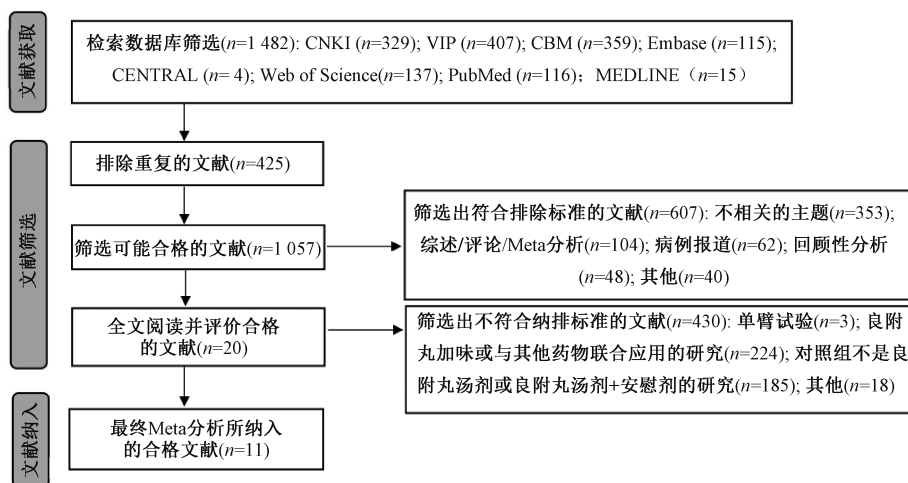 文献获取
检索数据库筛选(n=1 482): CNKI (n=329); VIP (n=407); CBM (n=359); Embase (n=115);
CENTRAL (n= 4); Web of Science(n=137); PubMed (n=116)；MEDLINE（n=15）
文献筛选
排除重复的文献(n=425)
筛选可能合格的文献(n=1 057)
筛选出符合排除标准的文献(n=607): 不相关的主题(n=353);
综述/评论/Meta分析(n=104); 病例报道(n=62); 回顾性分析
(n=48); 其他(n=40)
全文阅读并评价合格
的文献(n=20)
筛选出不符合纳排标准的文献(n=430): 单臂试验(n=3); 良
附丸加味或与其他药物联合应用的研究(n=224); 对照组不是良
附丸汤剂或良附丸汤剂+安慰剂的研究(n=185); 其他(n=18)
文献纳入
最终Meta分析所纳入
的合格文献(n=11)